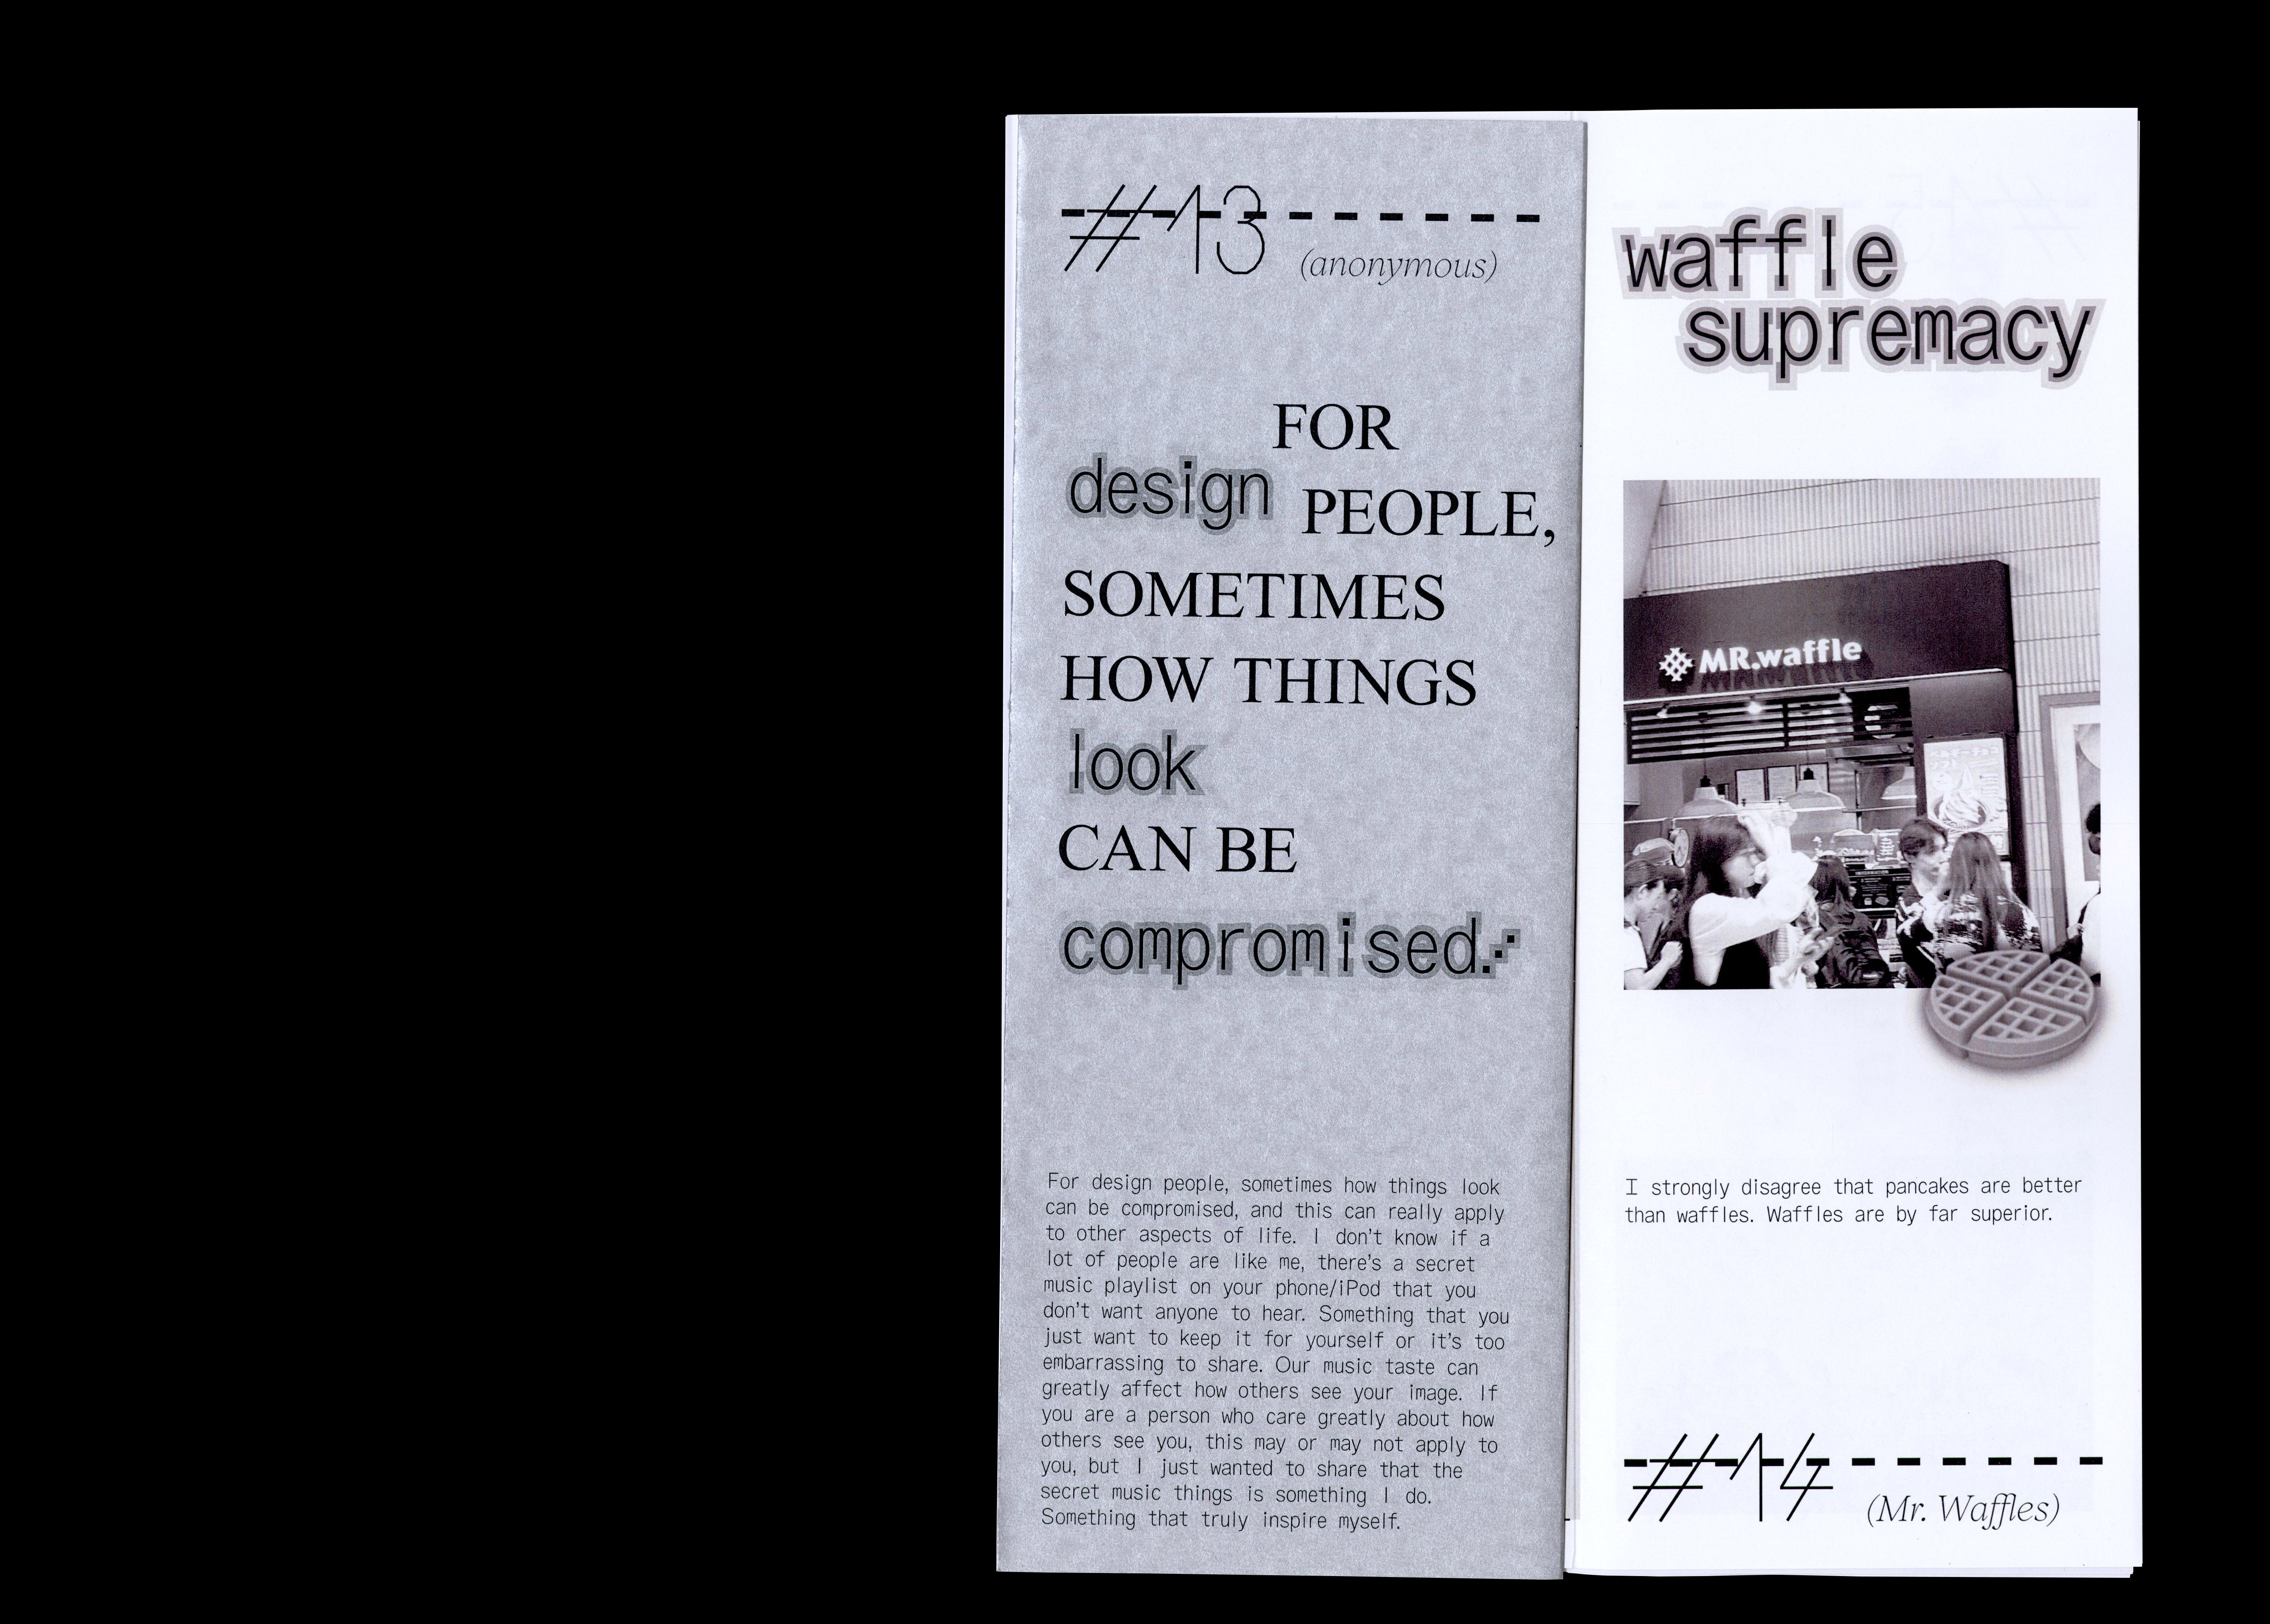 #13
(anonymous)
FOR
design PEOPLE,
SOMETIMES
HOW THINGS
look
CAN BE
compromised.
For design people, sometimes how things look
can be compromised, and this can really apply
to other aspects of life. I don't know if a
lot of people are like me, there's a secret
music playlist on your phone/iPod that you
don't want anyone to hear. Something that you
just want to keep it for yourself or it's too
embarrassing to share. Our music taste can
greatly affect how others see your image. If
you are a person who care greatly about how
others see you, this may or may not apply to
you, but I just wanted to share that the
secret music things is something I do.
Something that truly inspire myself.
waffle
supremacy
MR.waffle
I strongly disagree that pancakes are better
than waffles. Waffles are by far superior.
#14
(Mr. Waffles)